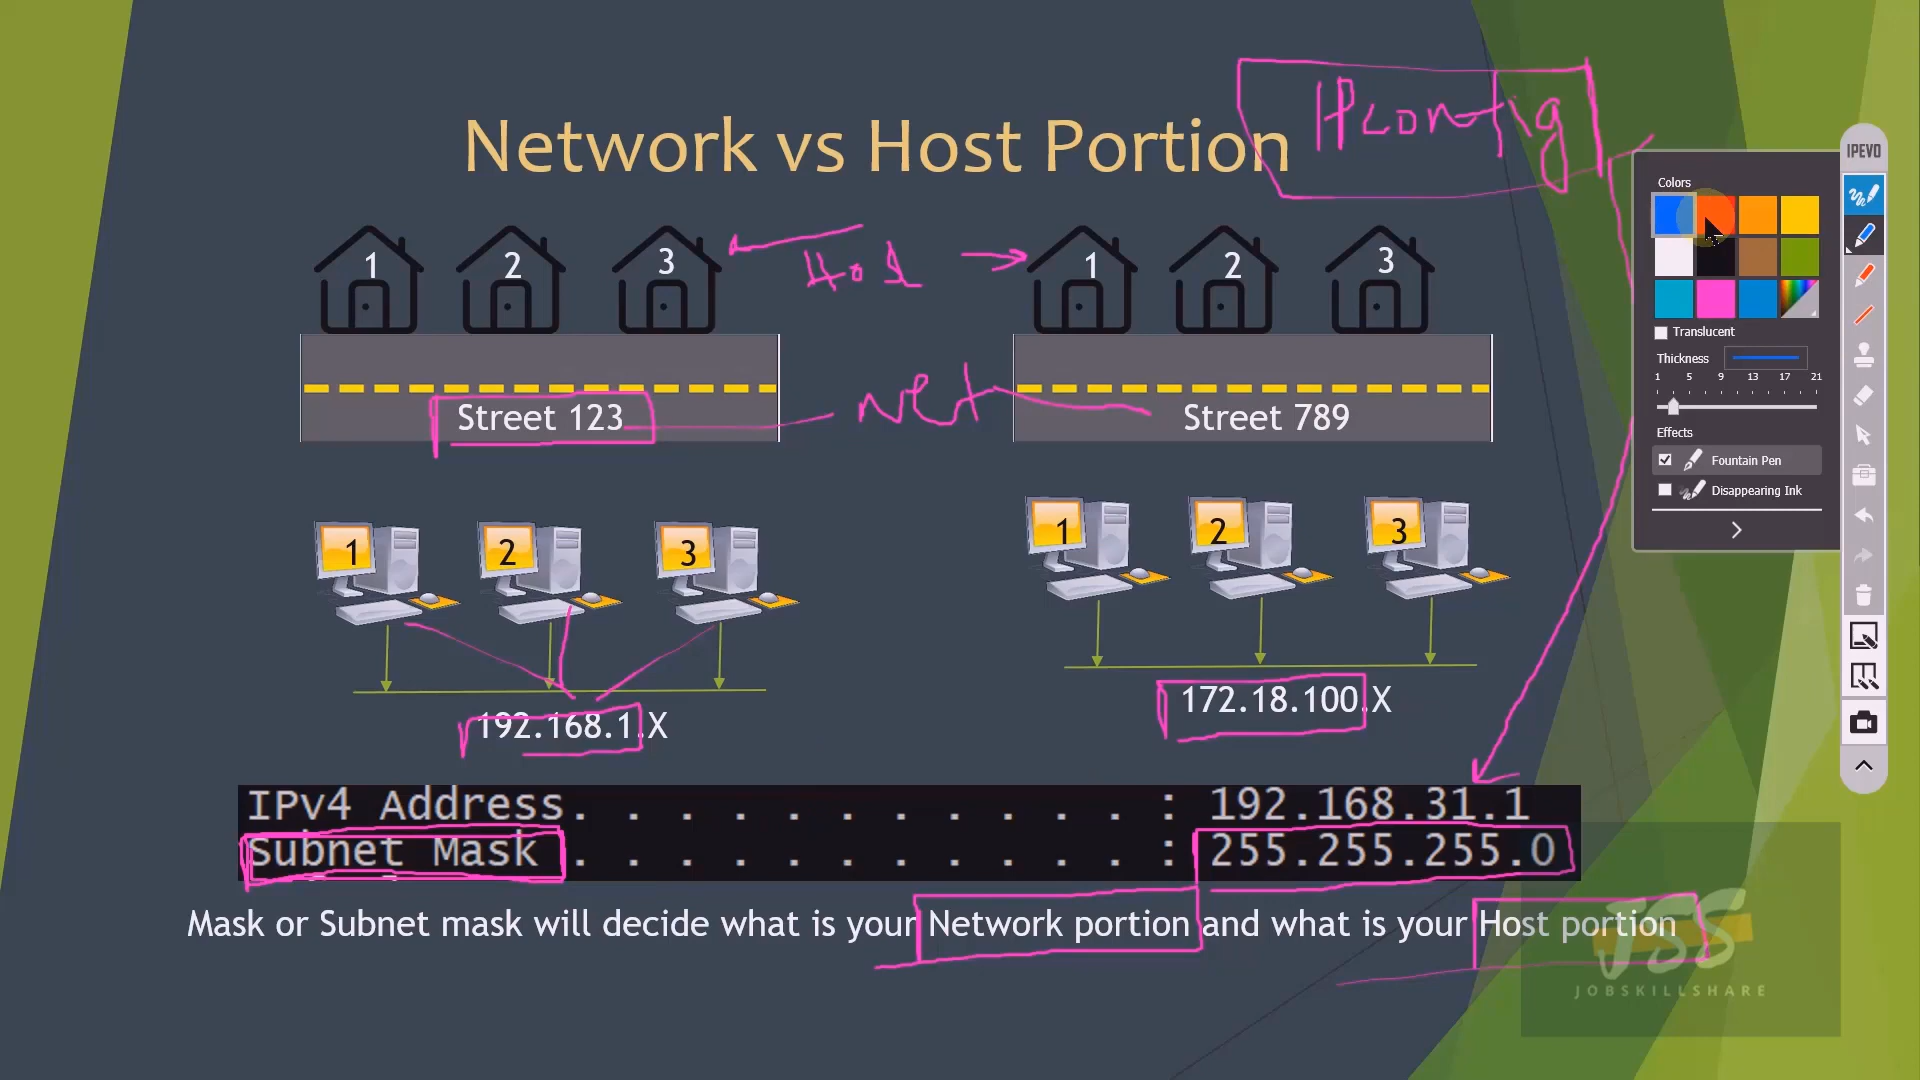 IPconfig
Network vs Host Portion
IPEVO
Colors
1 2 3
1 2 3
Translucent
Thickness
1 5 9 13 17 21
net
Street 123
Street 789
Effects
Fountain Pen
Disappearing Ink
1 2 3
1 2 3
192.168.1.X
172.18.100.X
IPv4 Address. . . . . . . . . . . : 192.168.31.1
Subnet Mask . . . . . . . . . . . : 255.255.255.0
Mask or Subnet mask will decide what is your Network portion and what is your Host portion
JSS
JOBSKILLSHARE